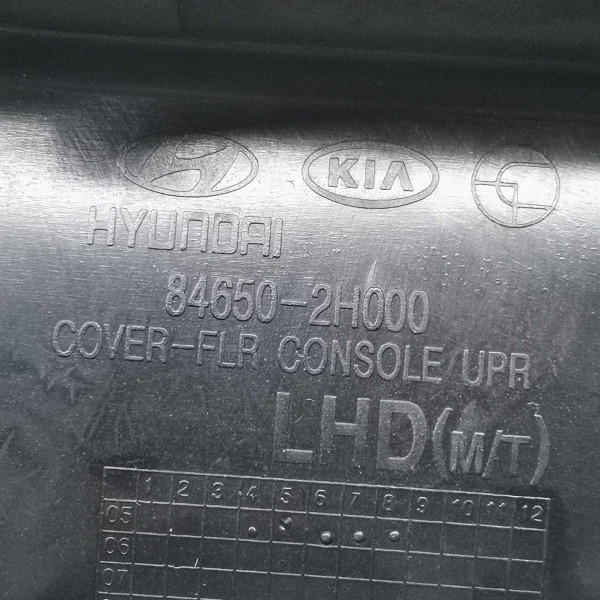 KIA
HYUNDAI
84650-2H000
COVER-FLR CONSOLE/UPR
LHD(M/T)
1 2 3 4 5 6 7 8 9 10 11 12
05
06
07